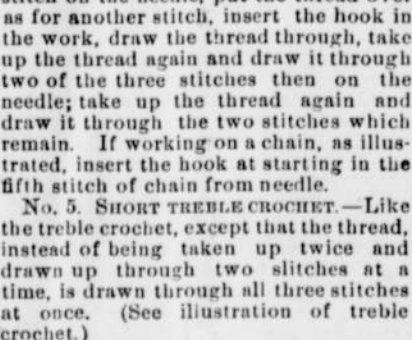 as for another stitch, insert the hook in
the work, draw the thread through, take
up the thread again and draw it through
two of the three stitches then on the
needle; take up the thread again and
draw it through the two stitches which
remain. If working on a chain, as illus-
trated, insert the hook at starting in the
fifth stitch of chain from needle.
No. 5. SHORT TREBLE CROCHET.—Like
the treble crochet, except that the thread,
instead of being taken up twice and
drawn up through two slitches at a
time, is drawn through all three stitches
at once. (See illustration of treble
crochet.)